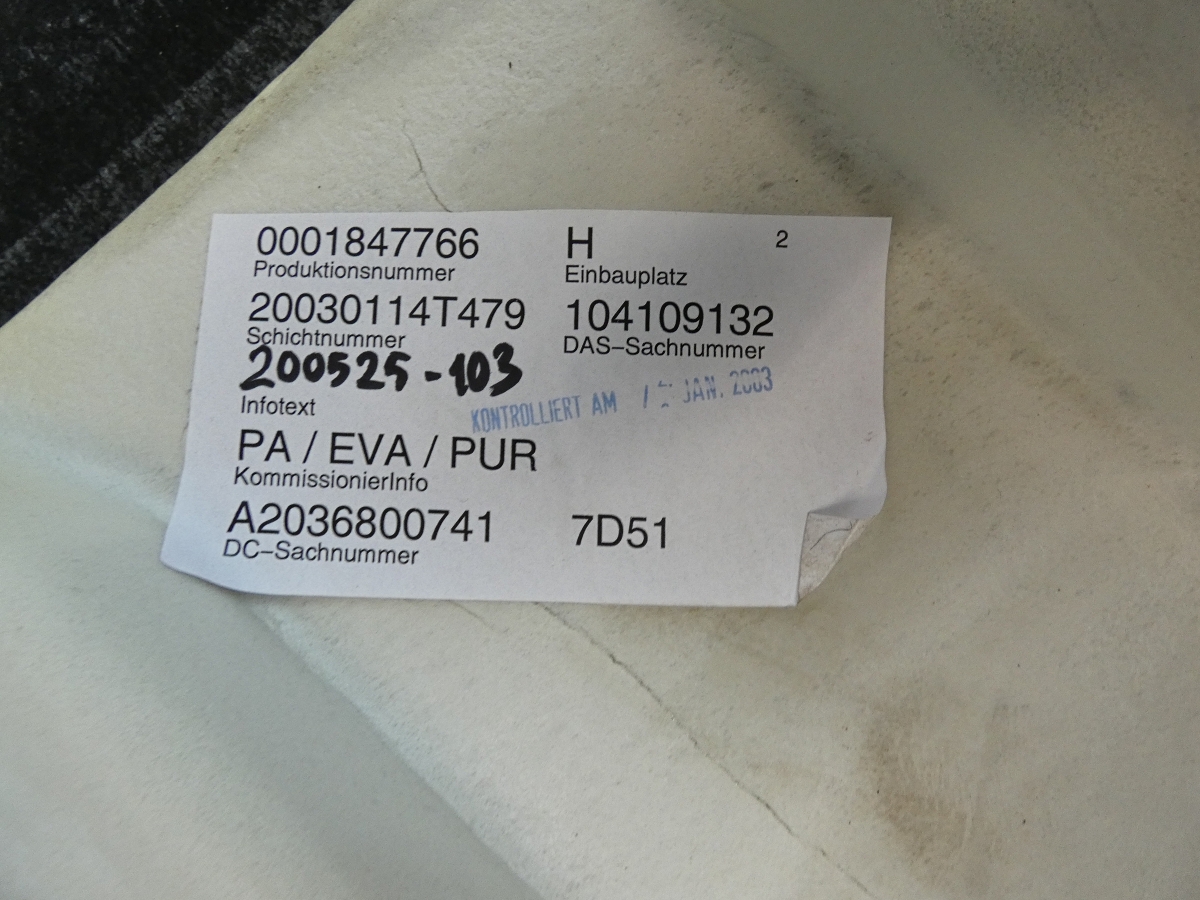 0001847766 H 2
Produktionsnummer Einbauplatz
20030114T479 104109132
Schichtnummer DAS–Sachnummer
200525-103
Infotext
KONTROLLIERT AM JAN. 2003
PA / EVA / PUR
KommissionierInfo
A2036800741 7D51
DC–Sachnummer